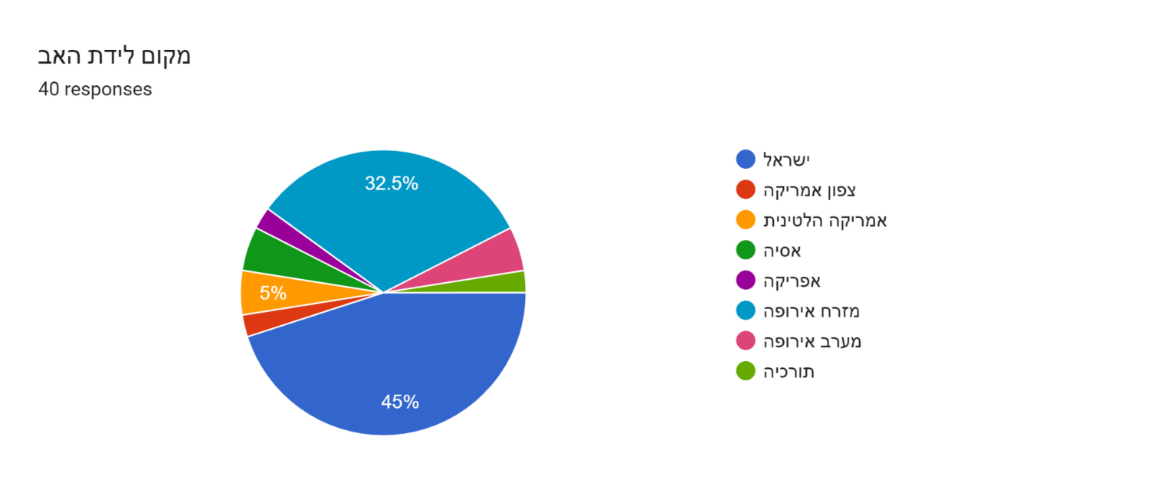 מקום לידת האב
40 responses
32.5%
5%
45%
ישראל
צפון אמריקה
אמריקה הלטינית
אסיה
אפריקה
מזרח אירופה
מערב אירופה
תורכיה